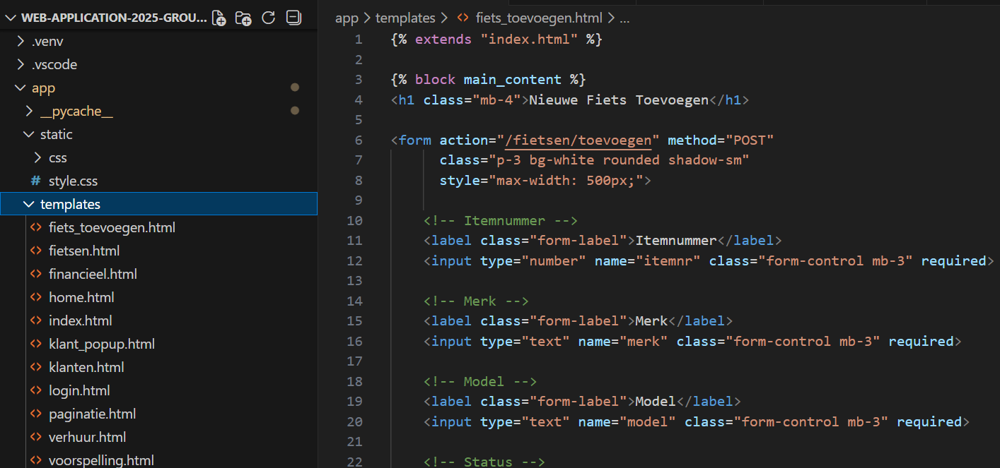 WEB-APPLICATION-2025-GROU...
.venv
.vscode
app
__pycache__
static
css
# style.css
templates
<> fiets_toevoegen.html
<> fietsen.html
<> financieel.html
<> home.html
<> index.html
<> klant_popup.html
<> klanten.html
<> login.html
<> paginatie.html
<> verhuur.html
<> voorspelling.html
app > templates > <> fiets_toevoegen.html > ...
1 {% extends "index.html" %}
2
3 {% block main_content %}
4 <h1 class="mb-4">Nieuwe Fiets Toevoegen</h1>
5
6 <form action="/fietsen/toevoegen" method="POST"
7 class="p-3 bg-white rounded shadow-sm"
8 style="max-width: 500px;">
9
10 <!-- Itemnummer -->
11 <label class="form-label">Itemnummer</label>
12 <input type="number" name="itemnr" class="form-control mb-3" required>
13
14 <!-- Merk -->
15 <label class="form-label">Merk</label>
16 <input type="text" name="merk" class="form-control mb-3" required>
17
18 <!-- Model -->
19 <label class="form-label">Model</label>
20 <input type="text" name="model" class="form-control mb-3" required>
21
22 <!-- Status -->